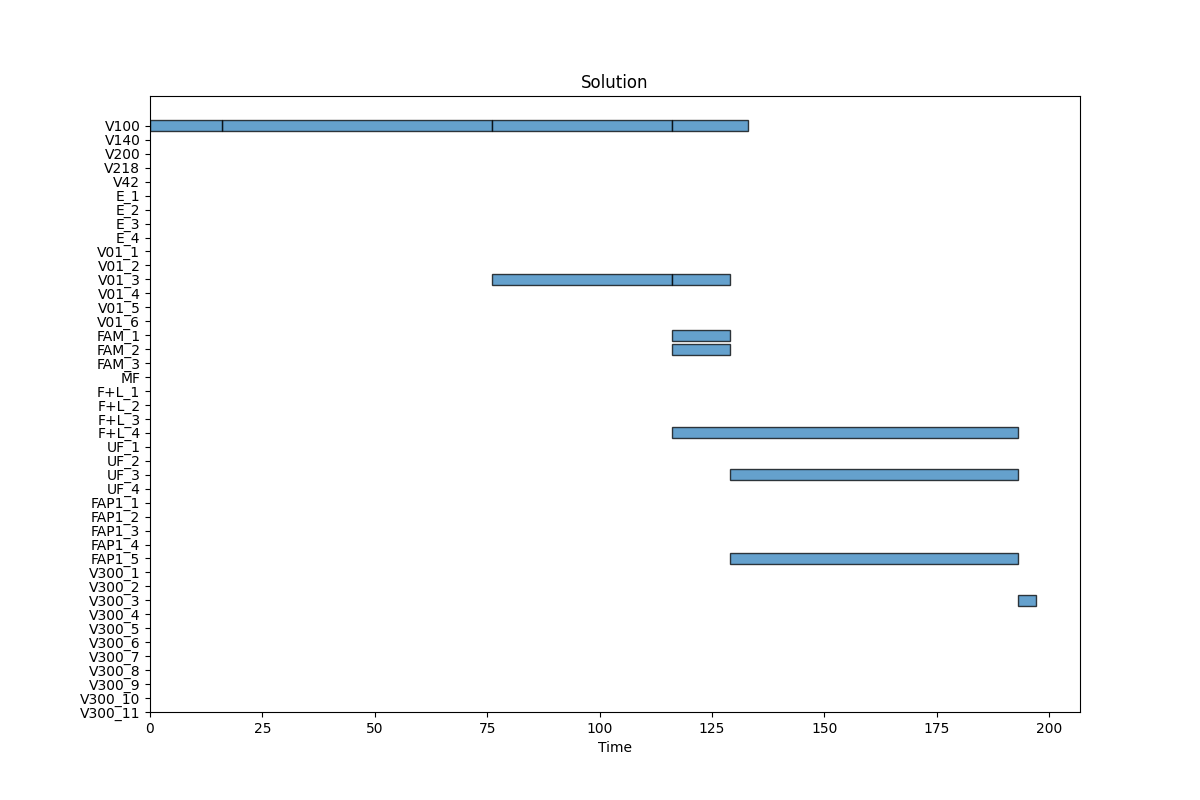 Solution
V100
V140
V200
V218
V42
E_1
E_2
E_3
E_4
V01_1
V01_2
V01_3
V01_4
V01_5
V01_6
FAM_1
FAM_2
FAM_3
MF
F+L_1
F+L_2
F+L_3
F+L_4
UF_1
UF_2
UF_3
UF_4
FAP1_1
FAP1_2
FAP1_3
FAP1_4
FAP1_5
V300_1
V300_2
V300_3
V300_4
V300_5
V300_6
V300_7
V300_8
V300_9
V300_10
V300_11
0 25 50 75 100 125 150 175 200
Time